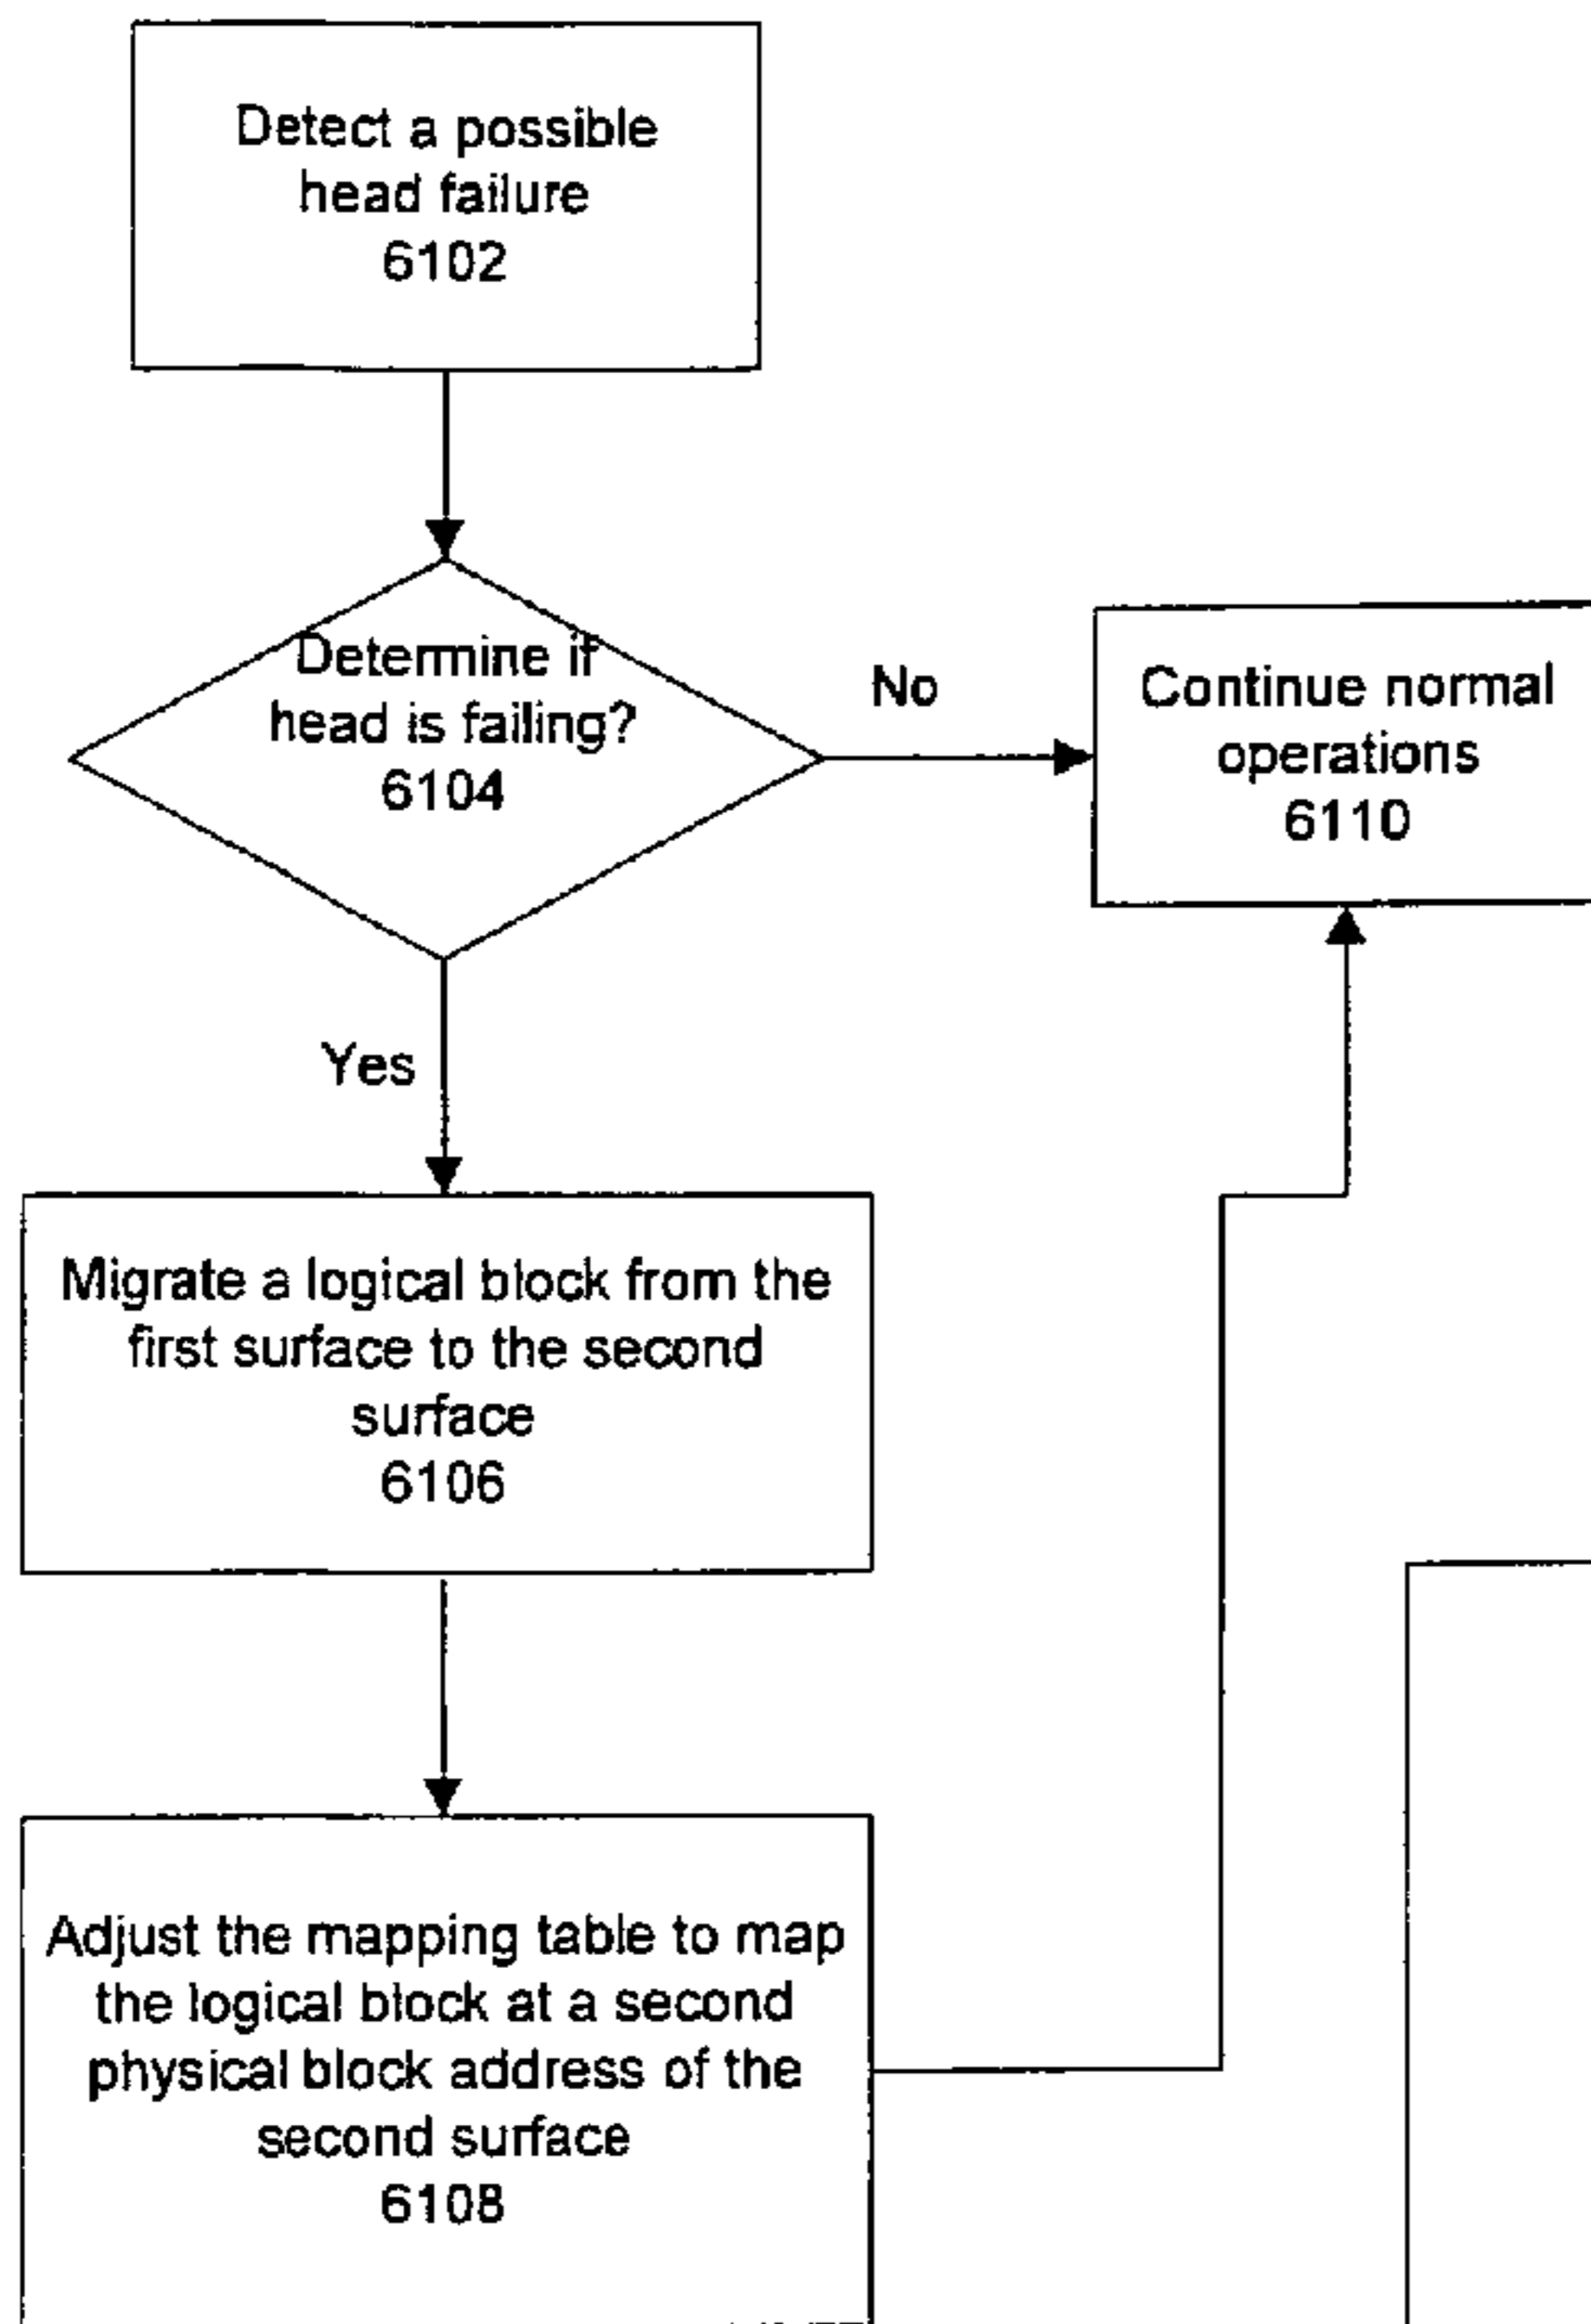 Detect a possible
head failure
6102
Determine if
head is failing?
6104
No
Continue normal
operations
6110
Yes
Migrate a logical block from the
first surface to the second
surface
6106
Adjust the mapping table to map
the logical block at a second
physical block address of the
second surface
6108